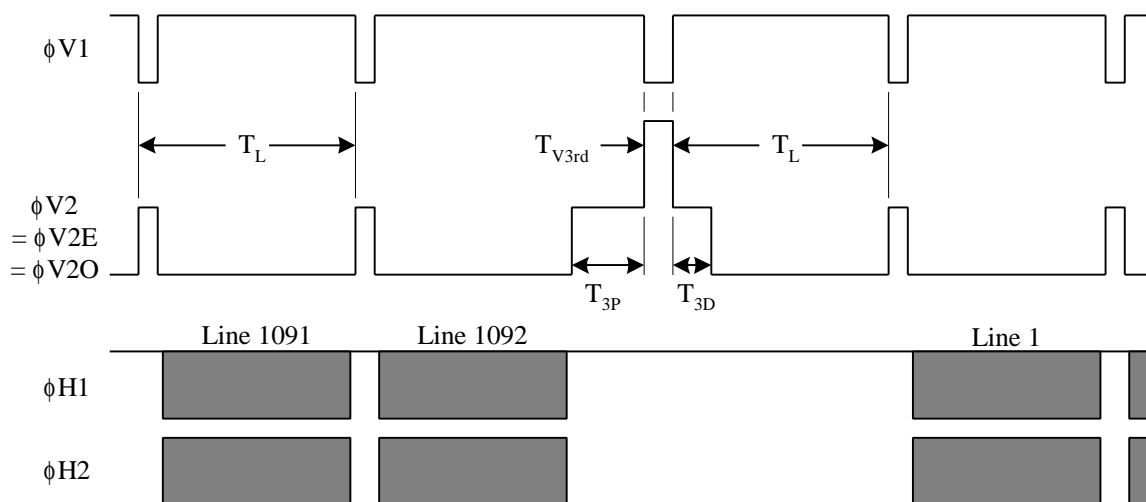 ϕV1
T_L
T_V3rd
T_L
ϕV2
= ϕV2E
= ϕV2O
T_3P
T_3D
Line 1091
Line 1092
Line 1
ϕH1
ϕH2